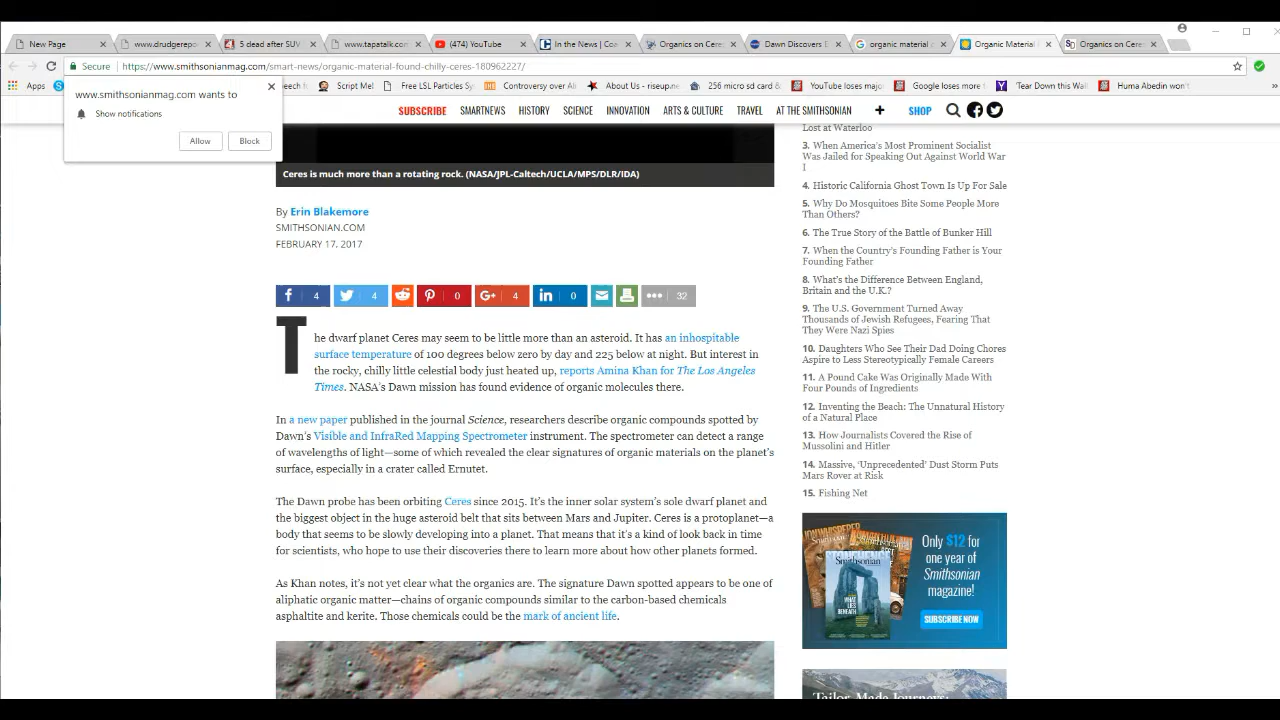 New Page
www.drudgerepo
5 dead after SUV
www.tapatalk.com
(474) YouTube
In the News | Coa
Organics on Cere
Dawn Discovers E
organic material o
Organic Material F
Organics on Ceres
Secure
https://www.smithsonianmag.com/smart-news/organic-material-found-chilly-ceres-180962227/
Apps
Script Mel
Free LSL Particles Sy
Controversy over Al
About Us - riseup.ne
256 micro sd card &
YouTube loses major
Google loses more
Tear Down this Wall
Huma Abedin won't
www.smithsonianmag.com wants to
Show notifications
Allow
Block
SUBSCRIBE
SMARTNEWS
HISTORY
SCIENCE
INNOVATION
ARTS & CULTURE
TRAVEL
AT THE SMITHSONIAN
SHOP
Ceres is much more than a rotating rock. (NASA/JPL-Caltech/UCLA/MPS/DLR/IDA)
By Erin Blakemore
SMITHSONIAN.COM
FEBRUARY 17, 2017
4
4
0
4
0
32
The dwarf planet Ceres may seem to be little more than an asteroid. It has an inhospitable
surface temperature of 100 degrees below zero by day and 225 below at night. But interest in
the rocky, chilly little celestial body just heated up, reports Amina Khan for The Los Angeles
Times. NASA's Dawn mission has found evidence of organic molecules there.
In a new paper published in the journal Science, researchers describe organic compounds spotted by
Dawn's Visible and InfraRed Mapping Spectrometer instrument. The spectrometer can detect a range
of wavelengths of light—some of which revealed the clear signatures of organic materials on the planet's
surface, especially in a crater called Ernutet.
The Dawn probe has been orbiting Ceres since 2015. It's the inner solar system's sole dwarf planet and
the biggest object in the huge asteroid belt that sits between Mars and Jupiter. Ceres is a protoplanet—a
body that seems to be slowly developing into a planet. That means that it's a kind of look back in time
for scientists, who hope to use their discoveries there to learn more about how other planets formed.
As Khan notes, it's not yet clear what the organics are. The signature Dawn spotted appears to be one of
aliphatic organic matter—chains of organic compounds similar to the carbon-based chemicals
asphaltite and kerite. Those chemicals could be the mark of ancient life.
Lost at Waterloo
3. When America's Most Prominent Socialist
Was Jailed for Speaking Out Against World War
I
4. Historic California Ghost Town Is Up For Sale
5. Why Do Mosquitoes Bite Some People More
Than Others?
6. The True Story of the Battle of Bunker Hill
7. When the Country's Founding Father is Your
Founding Father
8. What's the Difference Between England,
Britain and the U.K.?
9. The U.S. Government Turned Away
Thousands of Jewish Refugees, Fearing That
They Were Nazi Spies
10. Daughters Who See Their Dad Doing Chores
Aspire to Less Stereotypically Female Careers
11. A Pound Cake Was Originally Made With
Four Pounds of Ingredients
12. Inventing the Beach: The Unnatural History
of a Natural Place
13. How Journalists Covered the Rise of
Mussolini and Hitler
14. Massive, 'Unprecedented' Dust Storm Puts
Mars Rover at Risk
15. Fishing Net
Smithsonian
Only $12 for
one year of
Smithsonian
magazine!
SUBSCRIBE NOW
Tailor-Made Journeys: